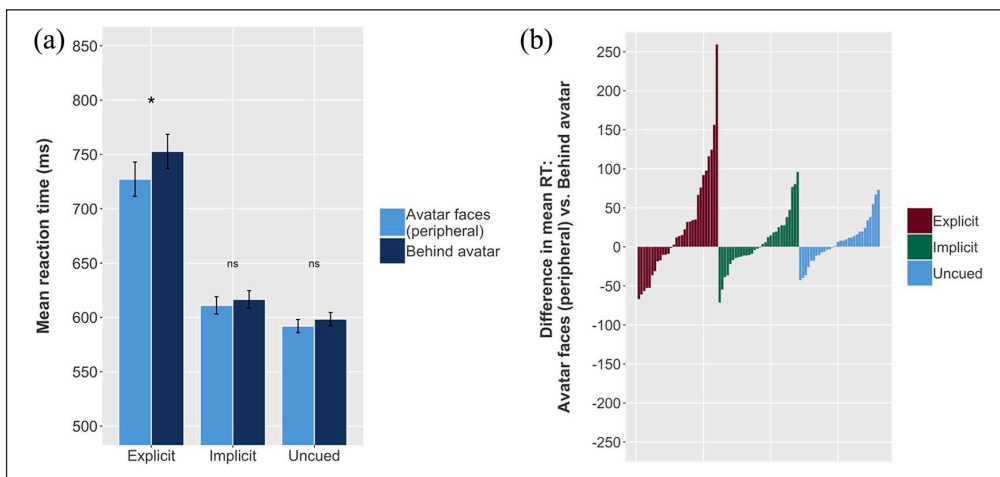 (a)
850
800
750
700
650
600
550
500
Mean reaction time (ms)
*
ns
ns
Explicit
Implicit
Uncued
Avatar faces
(peripheral)
Behind avatar
(b)
250
200
150
100
50
0
-50
-100
-150
-200
-250
Difference in mean RT:
Avatar faces (peripheral) vs. Behind avatar
Explicit
Implicit
Uncued